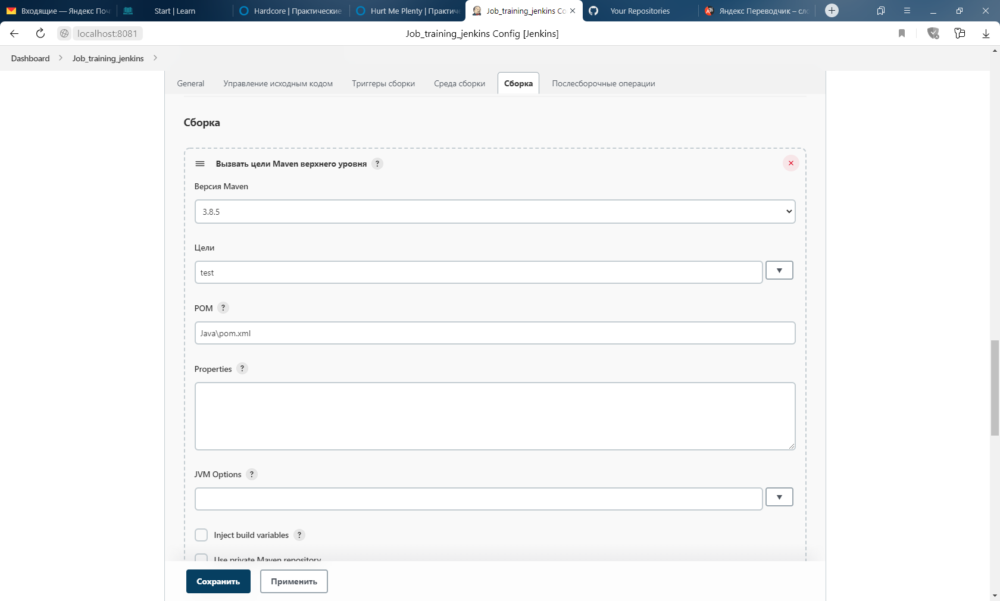 Входящие — Яндекс Поч
Start | Learn
Hardcore | Практические
Hurt Me Plenty | Практиче
Job_training_jenkins Co
Your Repositories
Яндекс Переводчик – сло
localhost:8081
Job_training_jenkins Config [Jenkins]
Dashboard
Job_training_jenkins
General
Управление исходным кодом
Триггеры сборки
Среда сборки
Сборка
Послесборочные операции
Сборка
Вызвать цели Maven верхнего уровня ?
Версия Maven
3.8.5
Цели
test
POM ?
Java\pom.xml
Properties ?
JVM Options ?
Inject build variables ?
Use private Maven repository
Сохранить
Применить